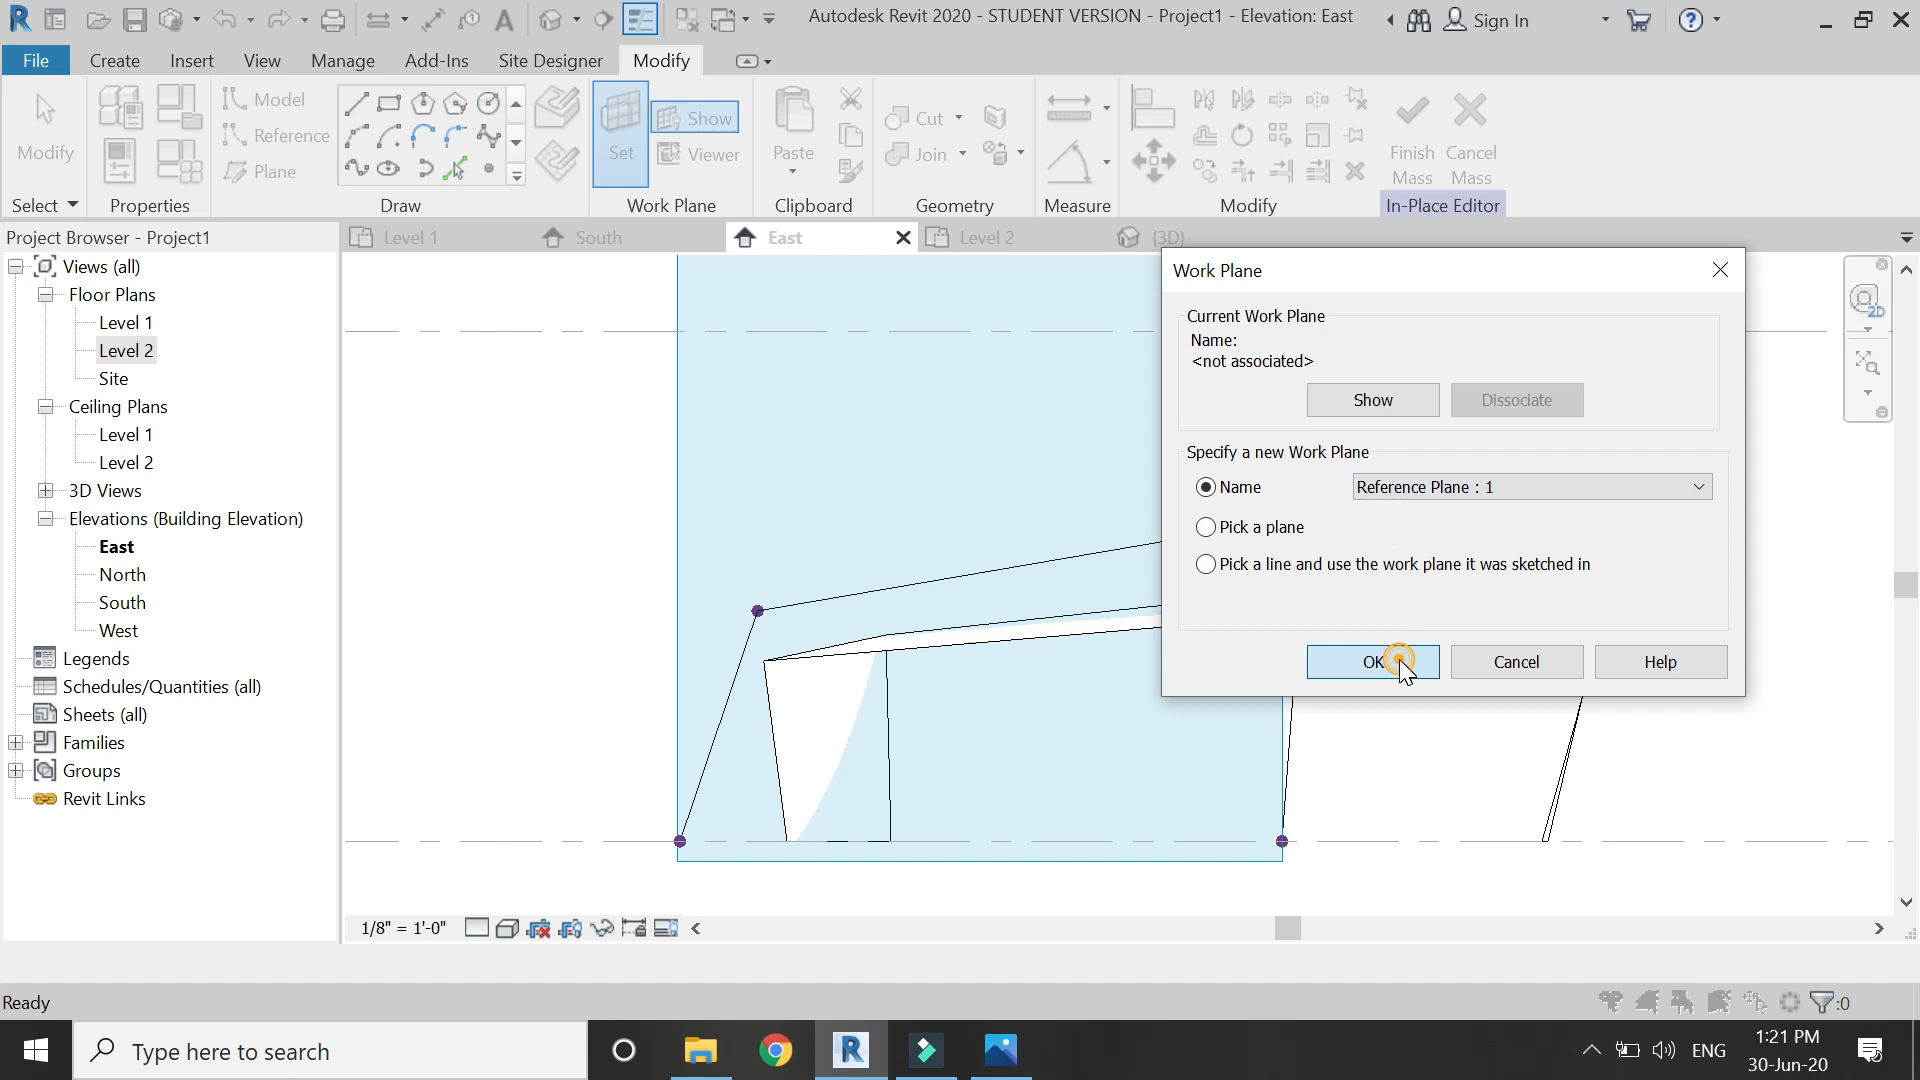 Autodesk Revit 2020 - STUDENT VERSION - Project1 - Elevation: East
Sign In
File
Create
Insert
View
Manage
Add-Ins
Site Designer
Modify
Modify
Select
Properties
Model
Reference
Plane
Draw
Set
Show
Viewer
Work Plane
Paste
Clipboard
Cut
Join
Geometry
Measure
Modify
Finish Mass
Cancel Mass
In-Place Editor
Project Browser - Project1
Level 1
South
East
Level 2
{3D}
Views (all)
Floor Plans
Level 1
Level 2
Site
Ceiling Plans
Level 1
Level 2
3D Views
Elevations (Building Elevation)
East
North
South
West
Legends
Schedules/Quantities (all)
Sheets (all)
Families
Groups
Revit Links
Work Plane
Current Work Plane
Name:
<not associated>
Show
Dissociate
Specify a new Work Plane
Name
Reference Plane : 1
Pick a plane
Pick a line and use the work plane it was sketched in
OK
Cancel
Help
2D
1/8" = 1'-0"
Ready
:0
Type here to search
ENG
1:21 PM
30-Jun-20